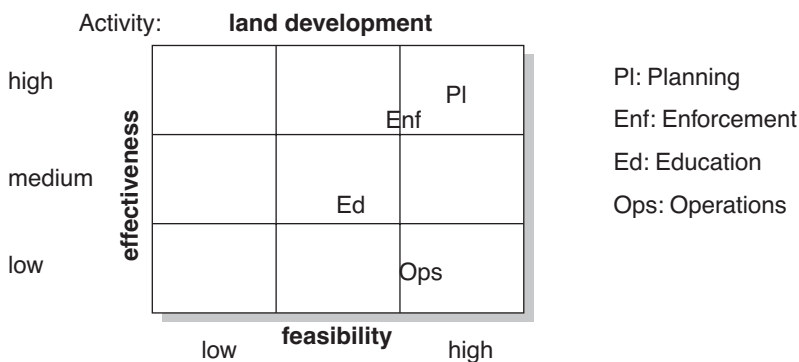 Activity: land development
high
medium
low
effectiveness
Pl
Enf
Ed
Ops
low
feasibility
high
Pl: Planning
Enf: Enforcement
Ed: Education
Ops: Operations